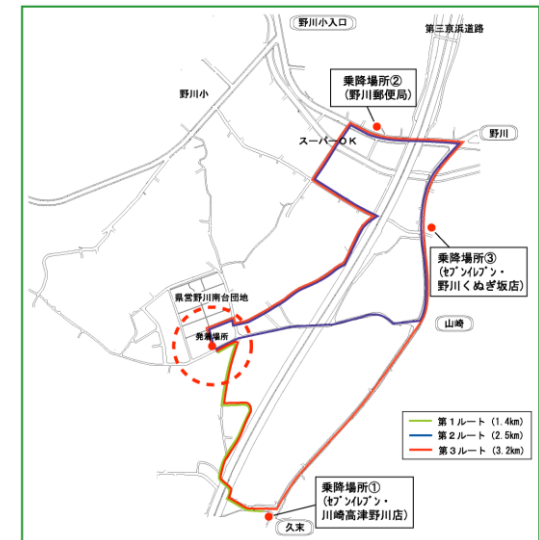 野川小入口
第三京浜道路
乗降場所②
(野川郵便局)
野川小
野川
スーパーOK
乗降場所③
(セブンイレブン・
野川くぬぎ坂店)
県営野川南台団地
発着場所
山崎
第1ルート (1.4km)
第2ルート (2.5km)
第3ルート (3.2km)
乗降場所①
(セブンイレブン・
川崎高津野川店)
久末